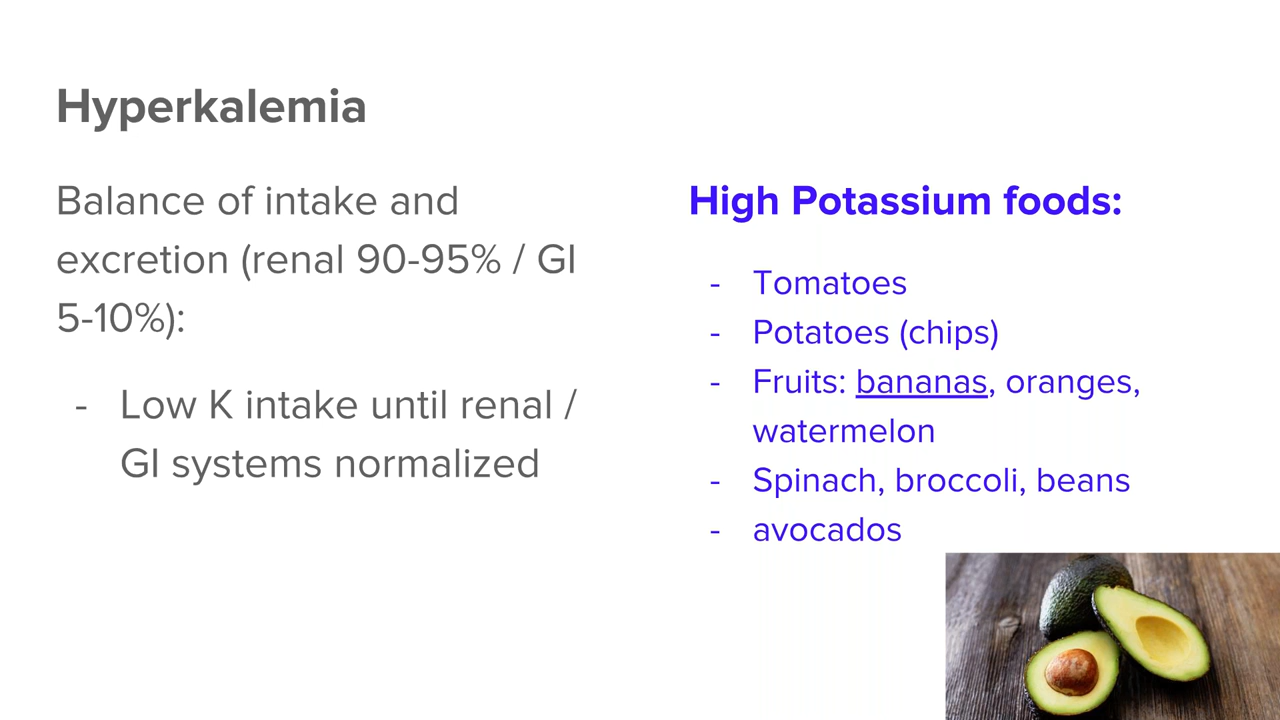 Hyperkalemia
Balance of intake and
excretion (renal 90-95% / GI
5-10%):
- Low K intake until renal /
GI systems normalized
High Potassium foods:
- Tomatoes
- Potatoes (chips)
- Fruits: bananas, oranges,
watermelon
- Spinach, broccoli, beans
- avocados